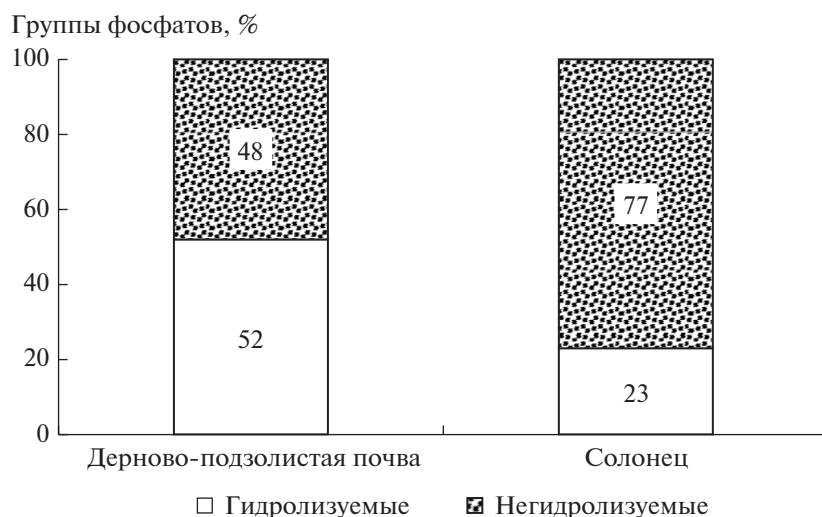 Группы фосфатов, %
100
80
60
40
20
0
48
52
77
23
Дерново-подзолистая почва
Солонец
Гидролизуемые
Негидролизуемые